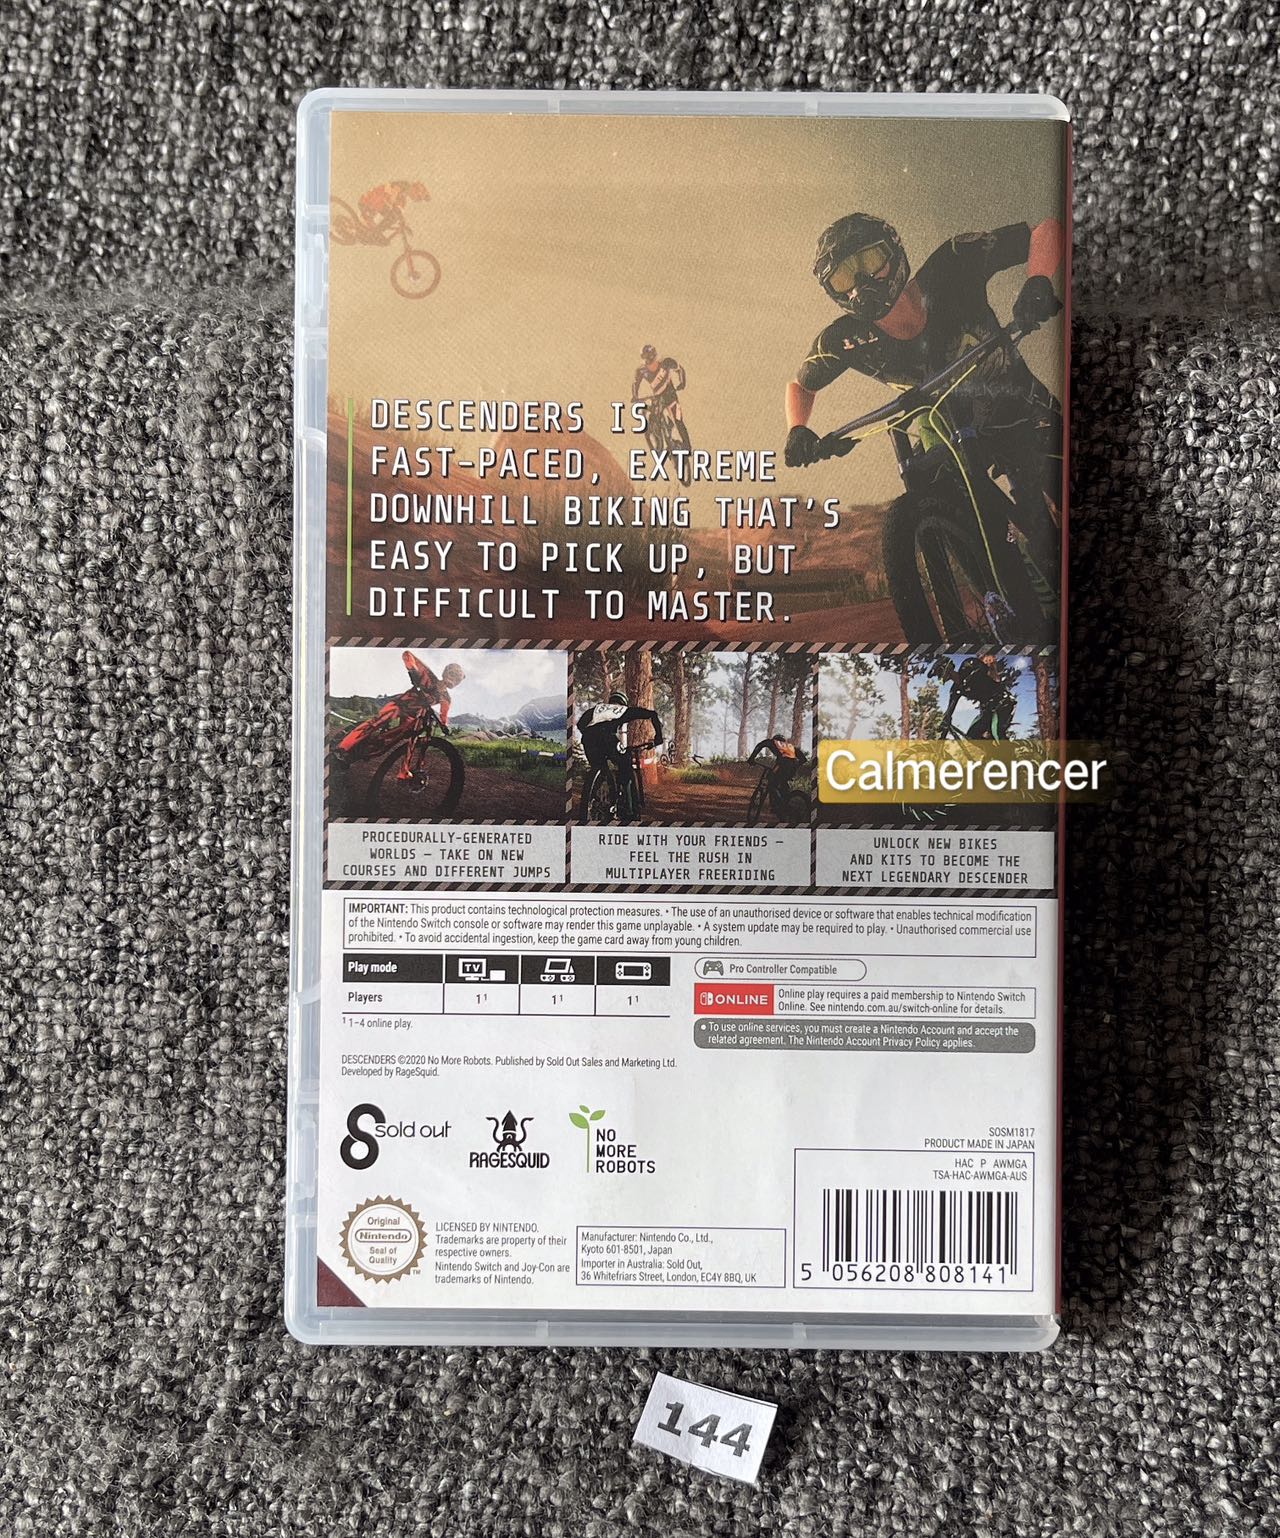 DESCENDERS IS
FAST-PACED, EXTREME
DOWNHILL BIKING THAT'S
EASY TO PICK UP, BUT
DIFFICULT TO MASTER.
Calmerencer
PROCEDURALLY-GENERATED
WORLDS – TAKE ON NEW
COURSES AND DIFFERENT JUMPS
RIDE WITH YOUR FRIENDS –
FEEL THE RUSH IN
MULTIPLAYER FREERIDING
UNLOCK NEW BIKES
AND KITS TO BECOME THE
NEXT LEGENDARY DESCENDER
IMPORTANT: This product contains technological protection measures. • The use of an unauthorised device or software that enables technical modification
of the Nintendo Switch console or software may render this game unplayable. • A system update may be required to play. • Unauthorised commercial use
prohibited. • To avoid accidental ingestion, keep the game card away from young children.
Play mode
TV
Players
1¹
1¹
1¹
¹ 1–4 online play.
Pro Controller Compatible
ONLINE
Online play requires a paid membership to Nintendo Switch
Online. See nintendo.com.au/switch-online for details.
• To use online services, you must create a Nintendo Account and accept the
related agreement. The Nintendo Account Privacy Policy applies.
DESCENDERS ©2020 No More Robots. Published by Sold Out Sales and Marketing Ltd.
Developed by RageSquid.
Sold out
RAGESQUID
NO
MORE
ROBOTS
SOSM1817
PRODUCT MADE IN JAPAN
HAC P AWMGA
TSA-HAC-AWMGA-AUS
5 056208 808141
Original
Nintendo
Seal of
Quality
TM
LICENSED BY NINTENDO.
Trademarks are property of their
respective owners.
Nintendo Switch and Joy-Con are
trademarks of Nintendo.
Manufacturer: Nintendo Co., Ltd.,
Kyoto 601-8501, Japan
Importer in Australia: Sold Out,
36 Whitefriars Street, London, EC4Y 8BQ, UK
144